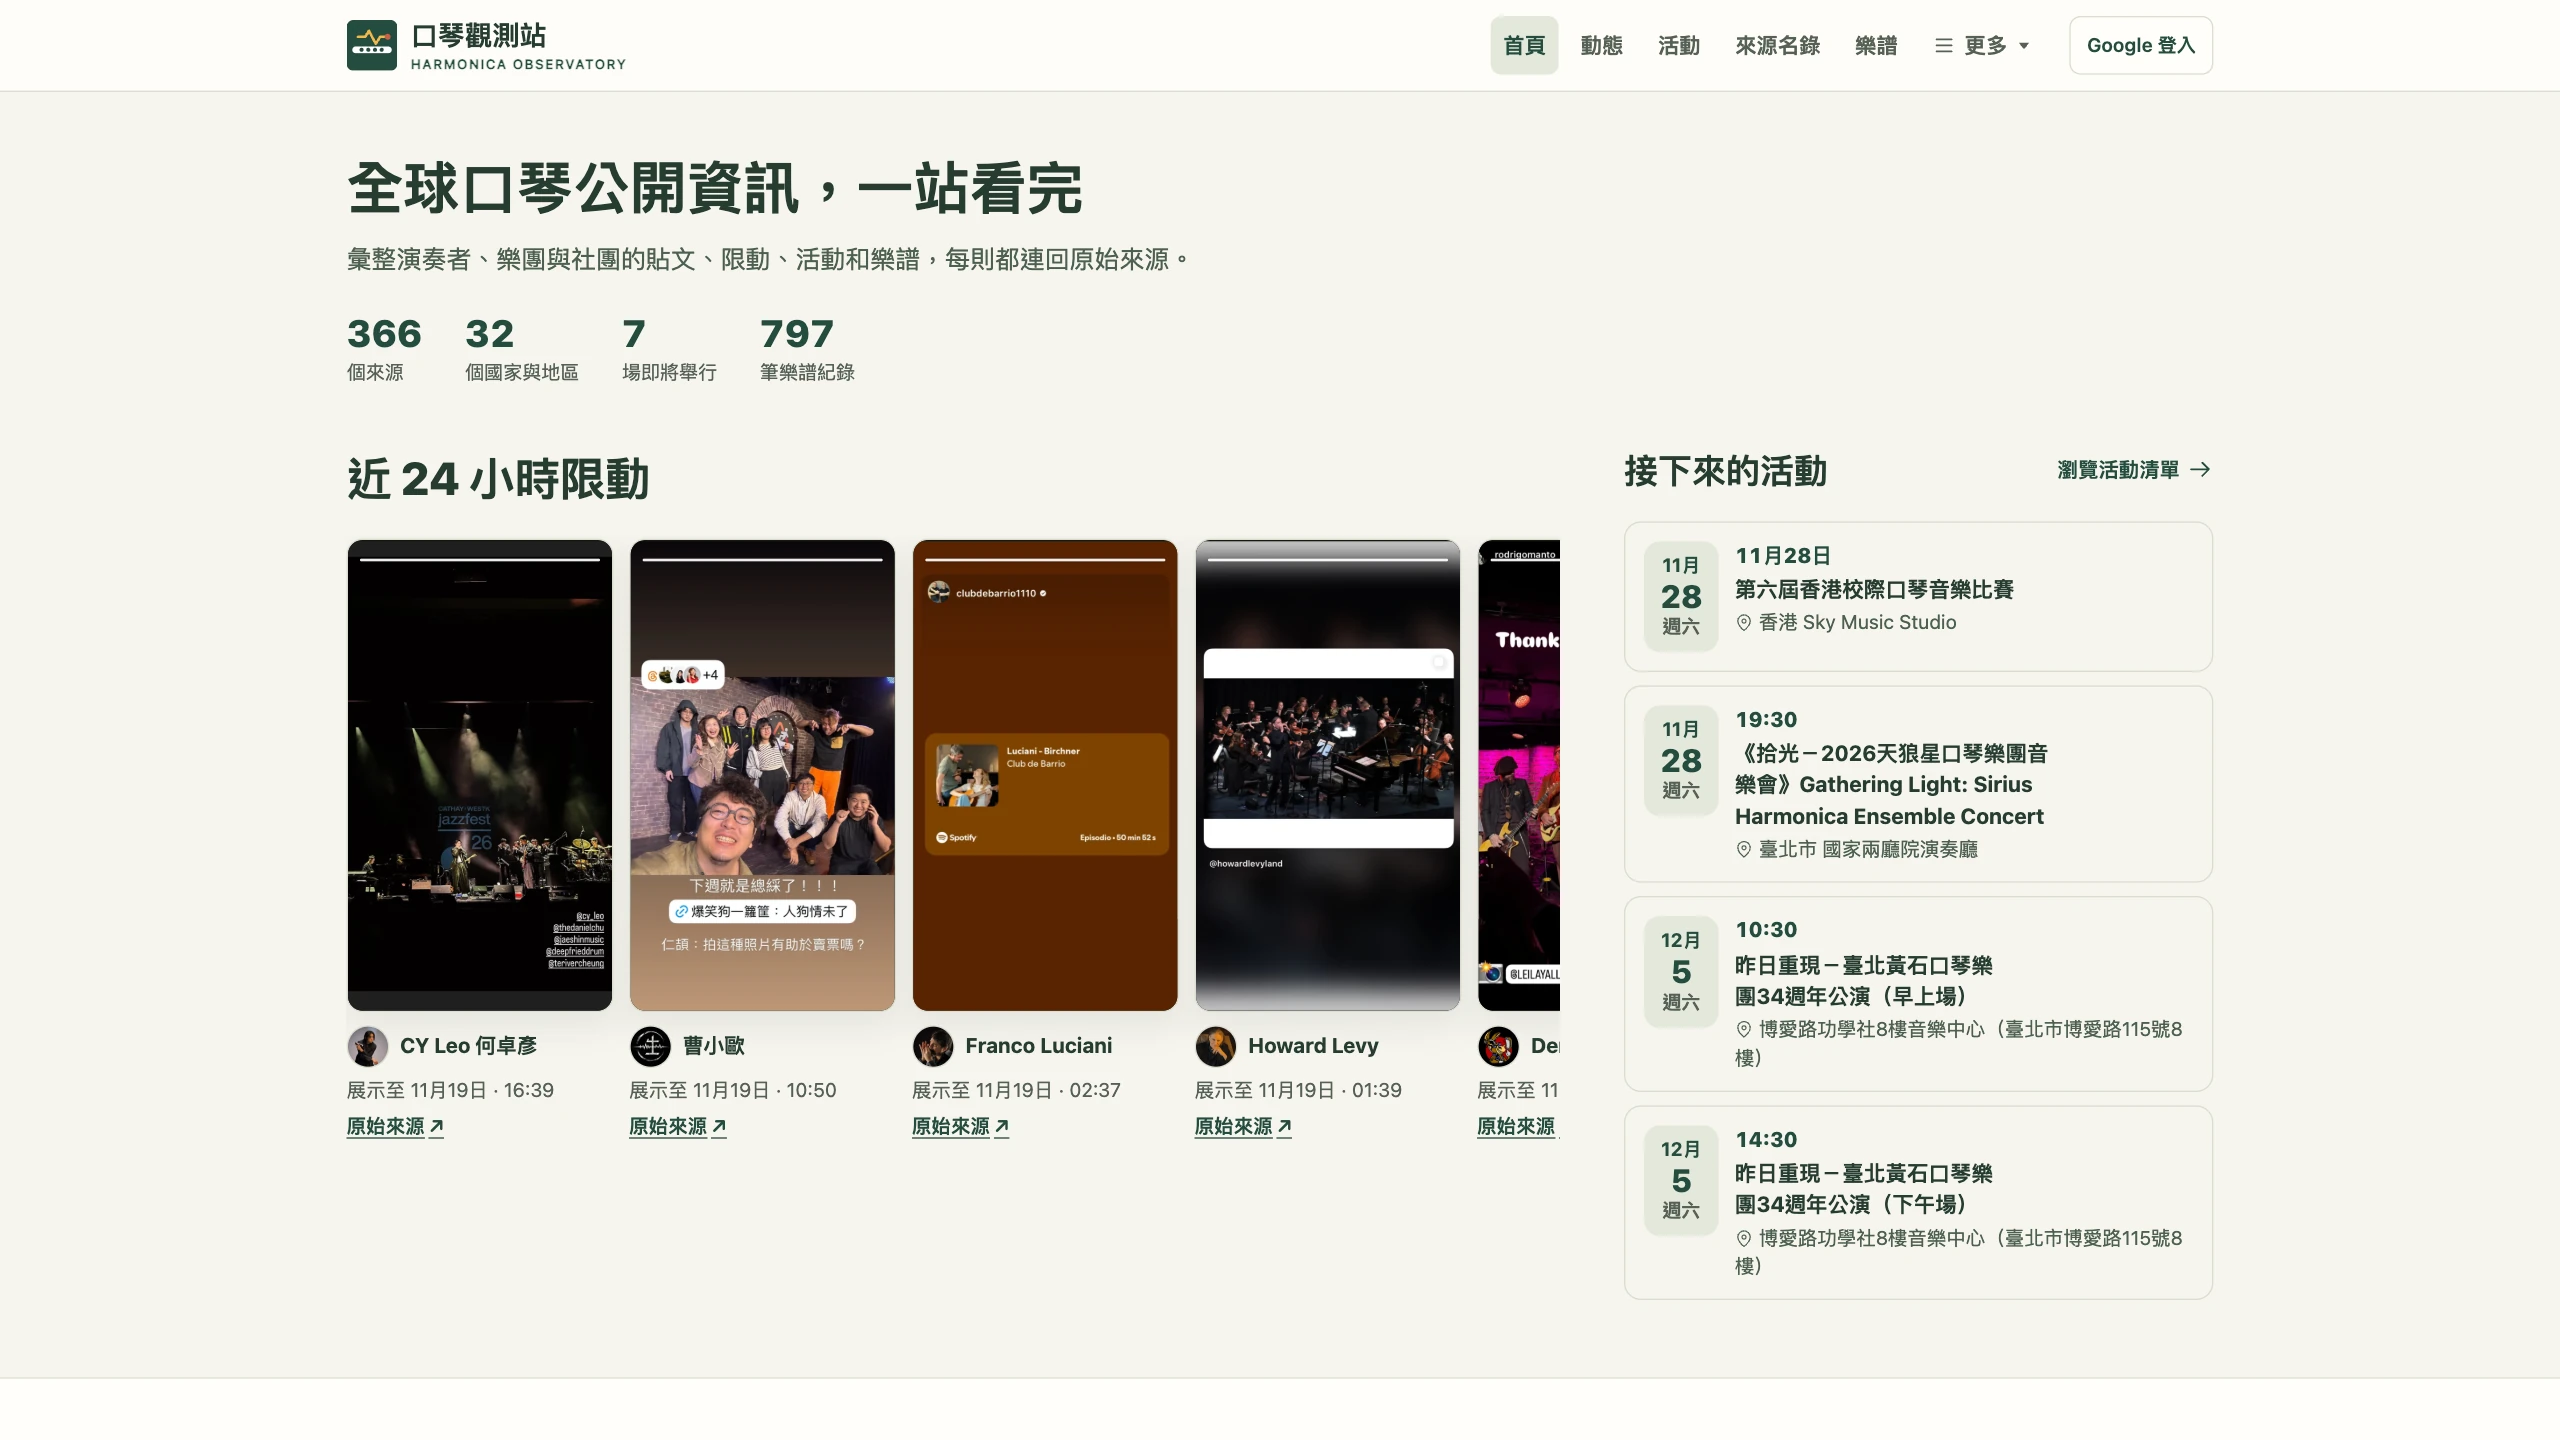 口琴觀測站
HARMONICA OBSERVATORY
首頁
動態
活動
來源名錄
樂譜
更多
Google 登入
全球口琴公開資訊，一站看完
彙整演奏者、樂團與社團的貼文、限動、活動和樂譜，每則都連回原始來源。
366
個來源
32
個國家與地區
7
場即將舉行
797
筆樂譜紀錄
近 24 小時限動
CATHAY × WESTK
jazzfest
26
@cy_leo
@thedanielchu
@jaeshinmusic
@deepfrieddrum
@terivercheung
CY Leo 何卓彥
展示至 11月19日 · 16:39
原始來源
+4
下週就是總綵了！！！
爆笑狗一籮筐：人狗情未了
仁頡：拍這種照片有助於賣票嗎？
曹小歐
展示至 11月19日 · 10:50
原始來源
clubdebarrio1110
Luciani - Birchner
Club de Barrio
Spotify
Episodio • 50 min 52 s
Franco Luciani
展示至 11月19日 · 02:37
原始來源
@howardlevyland
Howard Levy
展示至 11月19日 · 01:39
原始來源
rodrigomanto
Thank
@LEILAYALL
De
展示至 11
原始來源
接下來的活動
瀏覽活動清單
11月
28
週六
11月28日
第六屆香港校際口琴音樂比賽
香港 Sky Music Studio
11月
28
週六
19:30
《拾光－2026天狼星口琴樂團音
樂會》Gathering Light: Sirius
Harmonica Ensemble Concert
臺北市 國家兩廳院演奏廳
12月
5
週六
10:30
昨日重現－臺北黃石口琴樂
團34週年公演（早上場）
博愛路功學社8樓音樂中心（臺北市博愛路115號8
樓）
12月
5
週六
14:30
昨日重現－臺北黃石口琴樂
團34週年公演（下午場）
博愛路功學社8樓音樂中心（臺北市博愛路115號8
樓）